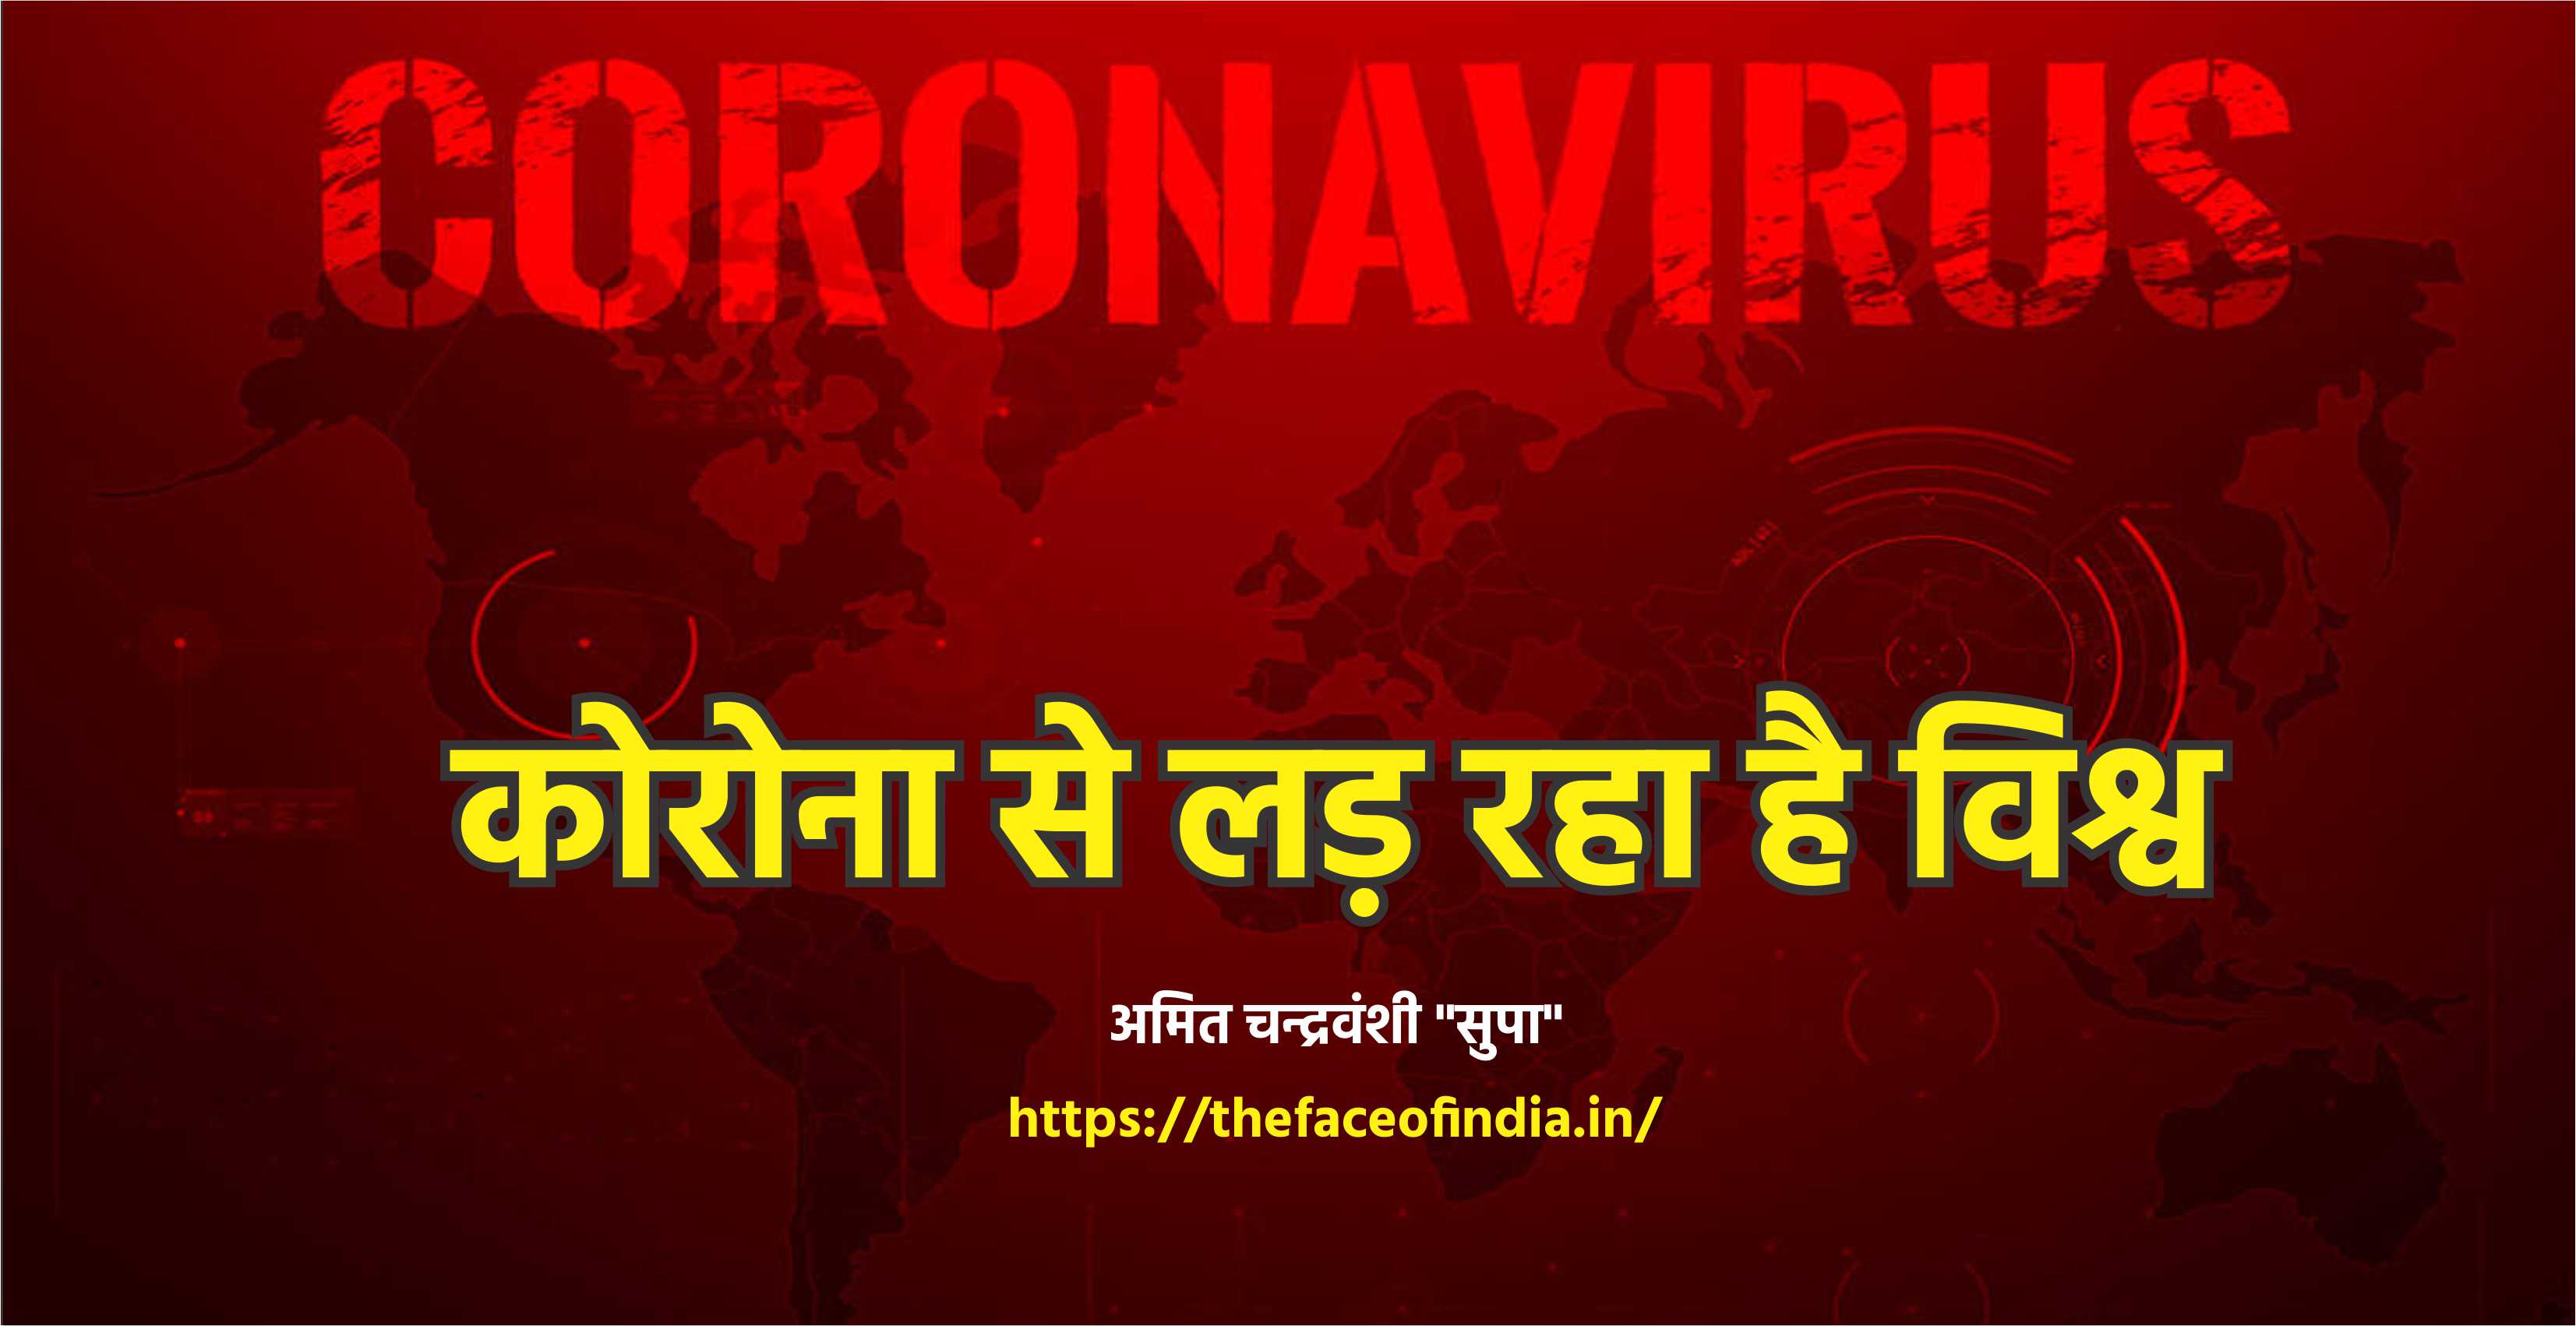 CORONAVIRUS
कोरोना से लड़ रहा है विश्व
अमित चन्द्रवंशी "सुपा"
https://thefaceofindia.in/